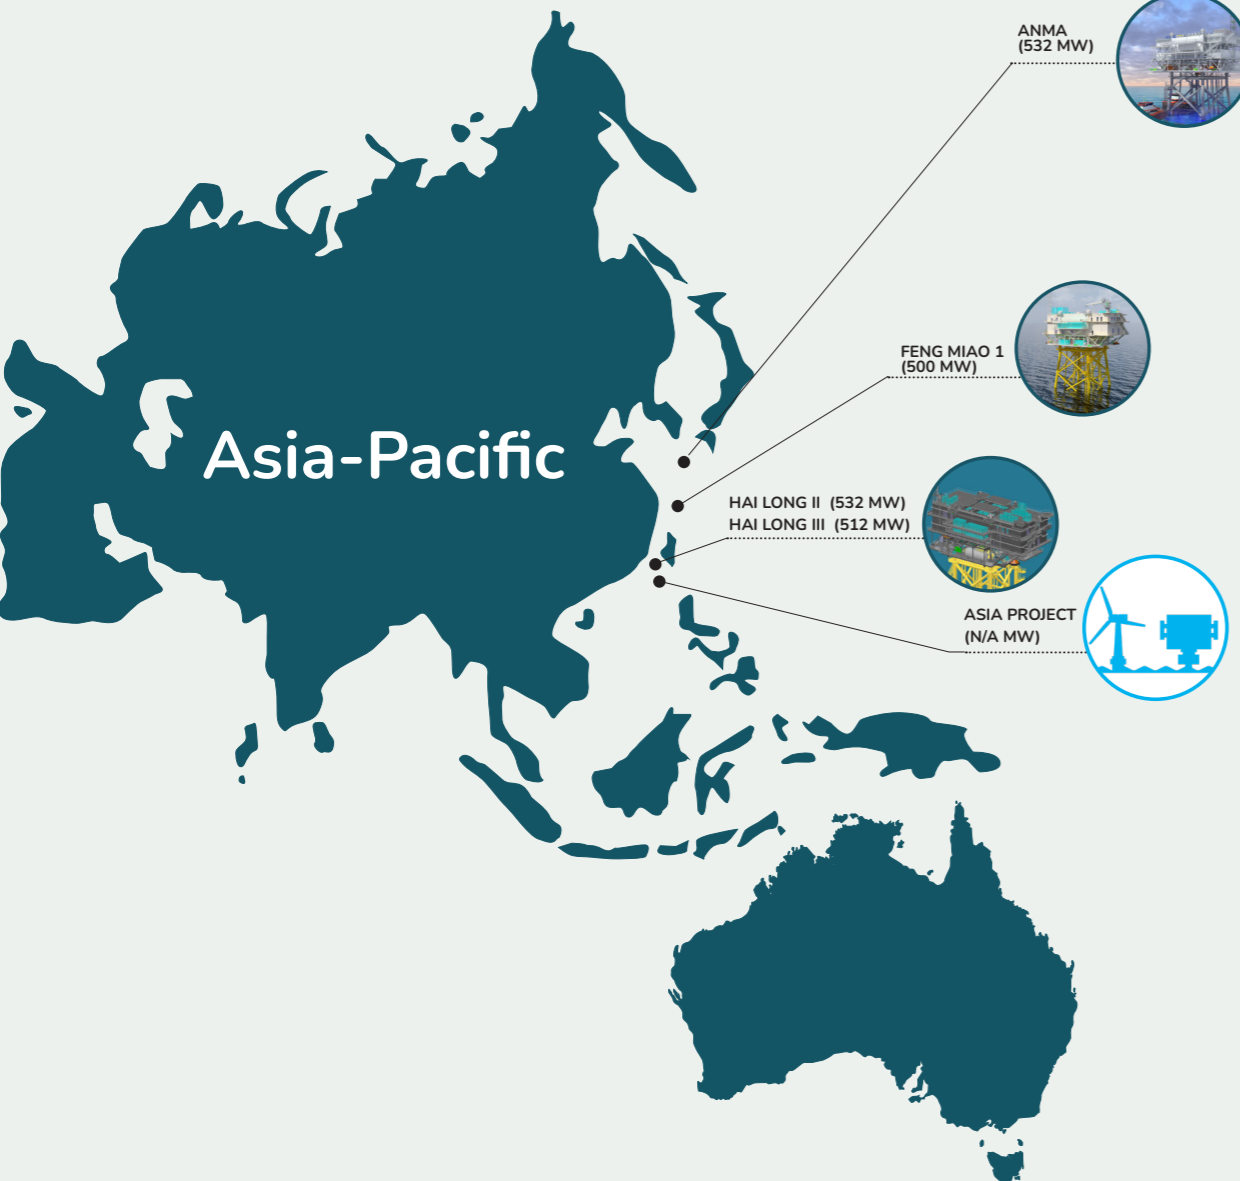 ANMA
(532 MW)
FENG MIAO 1
(500 MW)
Asia-Pacific
HAI LONG II (532 MW)
HAI LONG III (512 MW)
ASIA PROJECT
(N/A MW)